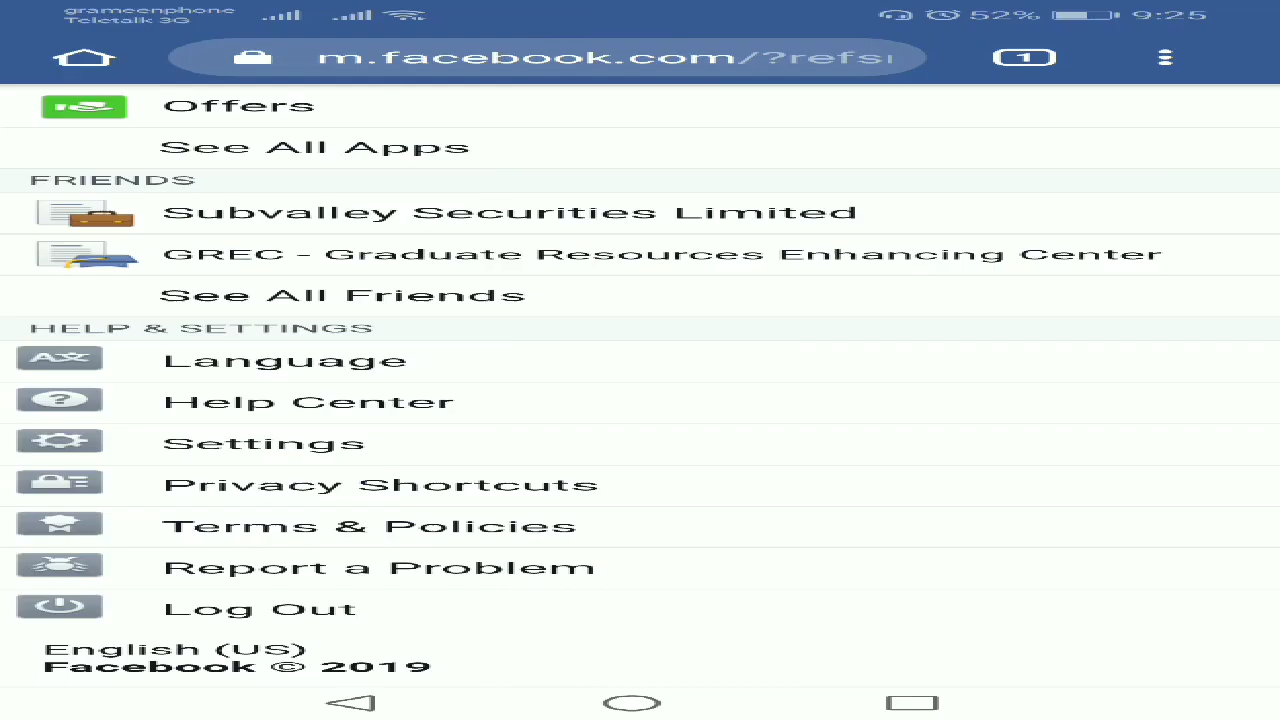 grameenphone
Teletalk 3G
52%
9:25
m.facebook.com/?refsr
1
Offers
See All Apps
FRIENDS
Subvalley Securities Limited
GREC - Graduate Resources Enhancing Center
See All Friends
HELP & SETTINGS
Language
Help Center
Settings
Privacy Shortcuts
Terms & Policies
Report a Problem
Log Out
English (US)
Facebook © 2019